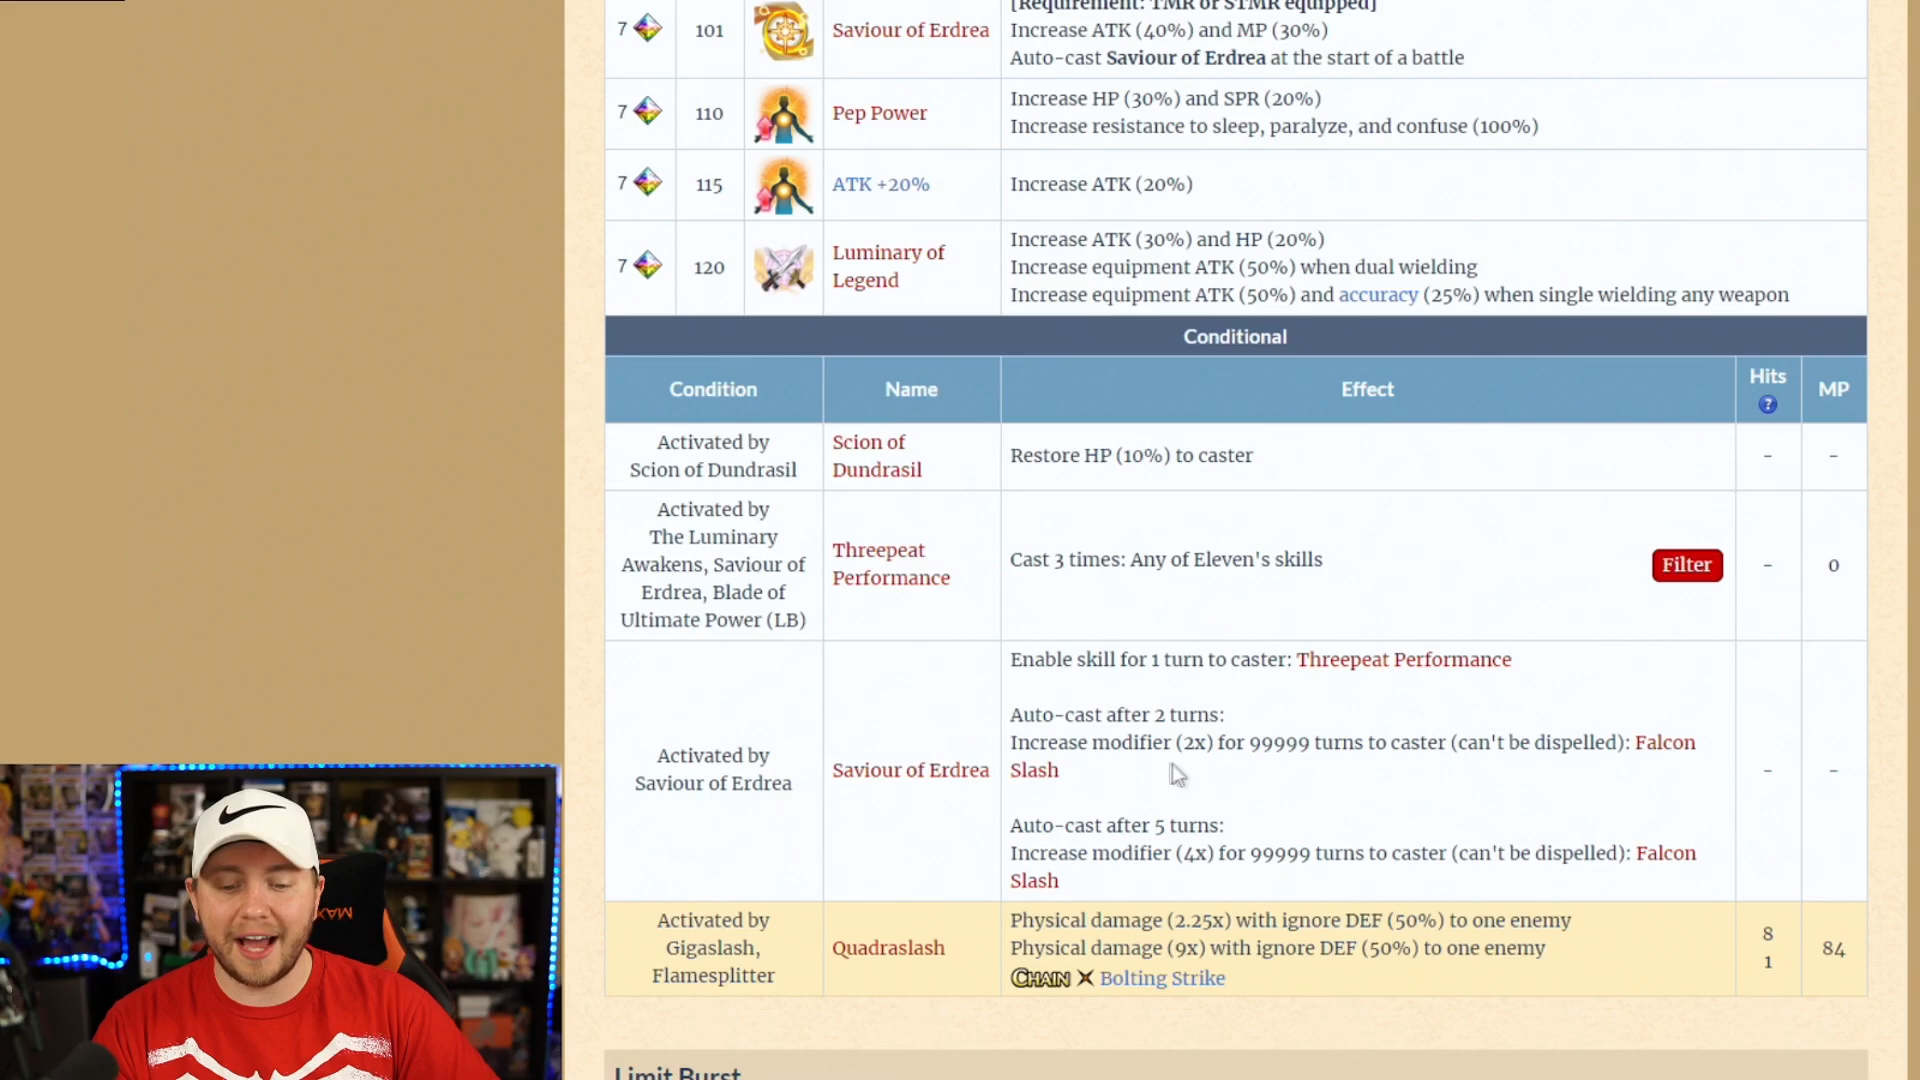 [Requirement: TMR or STMR equipped]
7 101 Saviour of Erdrea Increase ATK (40%) and MP (30%)
Auto-cast Saviour of Erdrea at the start of a battle
7 110 Pep Power Increase HP (30%) and SPR (20%)
Increase resistance to sleep, paralyze, and confuse (100%)
7 115 ATK +20% Increase ATK (20%)
7 120 Luminary of Legend
Increase ATK (30%) and HP (20%)
Increase equipment ATK (50%) when dual wielding
Increase equipment ATK (50%) and accuracy (25%) when single wielding any weapon
Conditional
Condition Name Effect Hits ? MP
Activated by
Scion of Dundrasil
Scion of
Dundrasil
Restore HP (10%) to caster - -
Activated by
The Luminary
Awakens, Saviour of
Erdrea, Blade of
Ultimate Power (LB)
Threepeat
Performance
Cast 3 times: Any of Eleven's skills Filter - 0
Activated by
Saviour of Erdrea
Saviour of Erdrea
Enable skill for 1 turn to caster: Threepeat Performance
Auto-cast after 2 turns:
Increase modifier (2x) for 99999 turns to caster (can't be dispelled): Falcon
Slash
Auto-cast after 5 turns:
Increase modifier (4x) for 99999 turns to caster (can't be dispelled): Falcon
Slash
- -
Activated by
Gigaslash,
Flamesplitter
Quadraslash
Physical damage (2.25x) with ignore DEF (50%) to one enemy
Physical damage (9x) with ignore DEF (50%) to one enemy
CHAIN Bolting Strike
8
1
84
Limit Burst